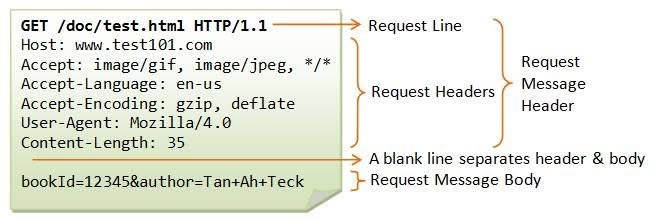 GET /doc/test.html HTTP/1.1
Host: www.test101.com
Accept: image/gif, image/jpeg, */*
Accept-Language: en-us
Accept-Encoding: gzip, deflate
User-Agent: Mozilla/4.0
Content-Length: 35
bookId=12345&author=Tan+Ah+Teck
Request Line
Request Headers
Request
Message
Header
A blank line separates header & body
Request Message Body